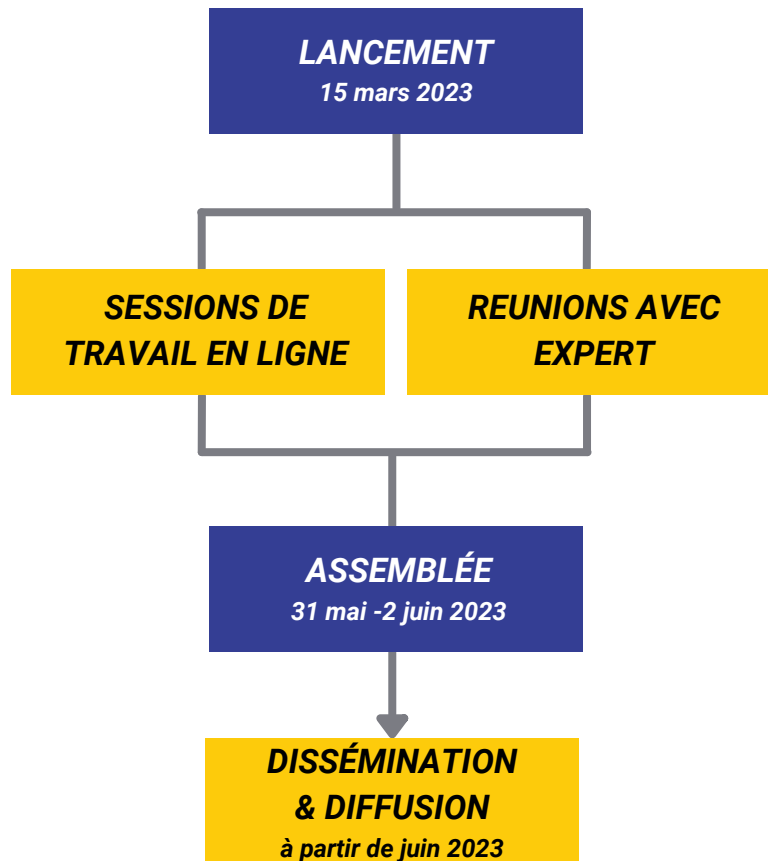 LANCEMENT
15 mars 2023
SESSIONS DE
TRAVAIL EN LIGNE
REUNIONS AVEC
EXPERT
ASSEMBLÉE
31 mai -2 juin 2023
DISSÉMINATION
& DIFFUSION
à partir de juin 2023